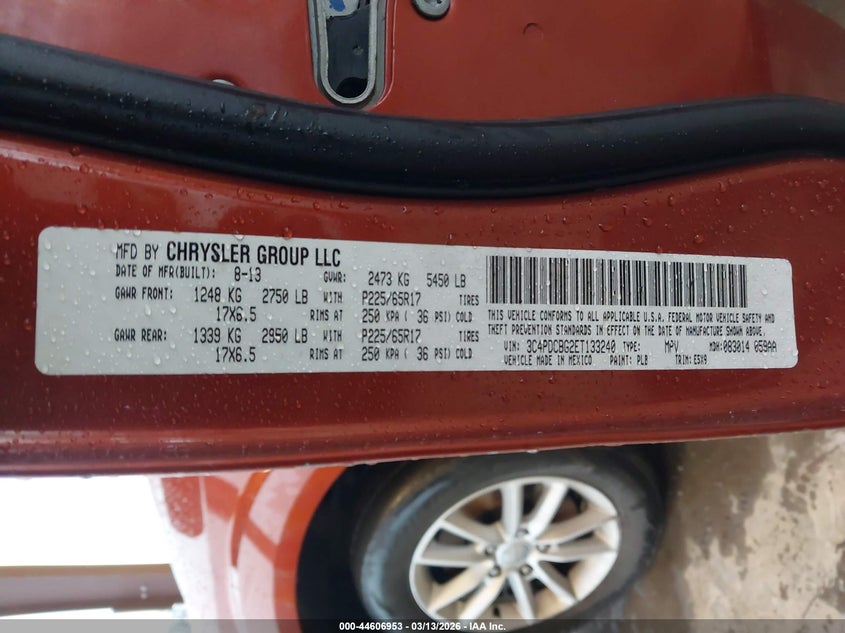 MFD BY CHRYSLER GROUP LLC
DATE OF MFR(BUILT): 8-13 GVWR: 2473 KG 5450 LB
GAWR FRONT: 1248 KG 2750 LB WITH P225/65R17 TIRES
17X6.5 RIMS AT 250 KPA ( 36 PSI) COLD
GAWR REAR: 1339 KG 2950 LB WITH P225/65R17 TIRES
17X6.5 RIMS AT 250 KPA ( 36 PSI) COLD
THIS VEHICLE CONFORMS TO ALL APPLICABLE U.S.A. FEDERAL MOTOR VEHICLE SAFETY AND
THEFT PREVENTION STANDARDS IN EFFECT ON THE DATE OF MANUFACTURE SHOWN ABOVE.
VIN: 3C4PDCBG2ET133240 TYPE: MPV MDH: 083014 059AA
VEHICLE MADE IN MEXICO PAINT: PLB TRIM: E5X9
000-44606953 - 03/13/2026 - IAA Inc.